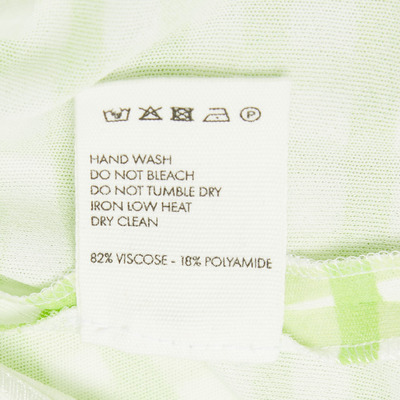 P
HAND WASH
DO NOT BLEACH
DO NOT TUMBLE DRY
IRON LOW HEAT
DRY CLEAN
82% VISCOSE - 18% POLYAMIDE